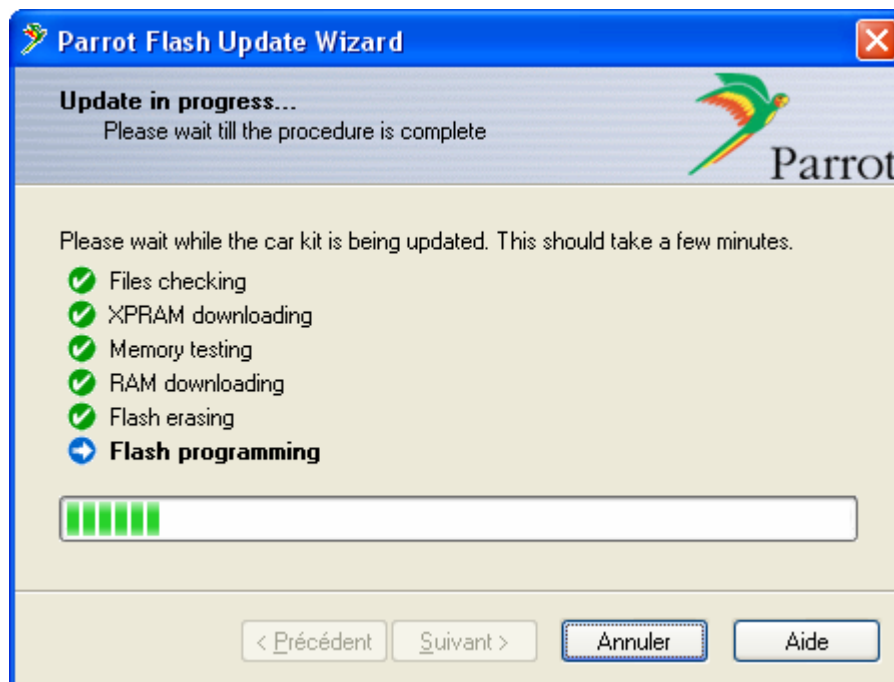 Parrot Flash Update Wizard
Update in progress...
Please wait till the procedure is complete
Parrot
Please wait while the car kit is being updated. This should take a few minutes.
Files checking
XPRAM downloading
Memory testing
RAM downloading
Flash erasing
Flash programming
< Précédent Suivant > Annuler Aide